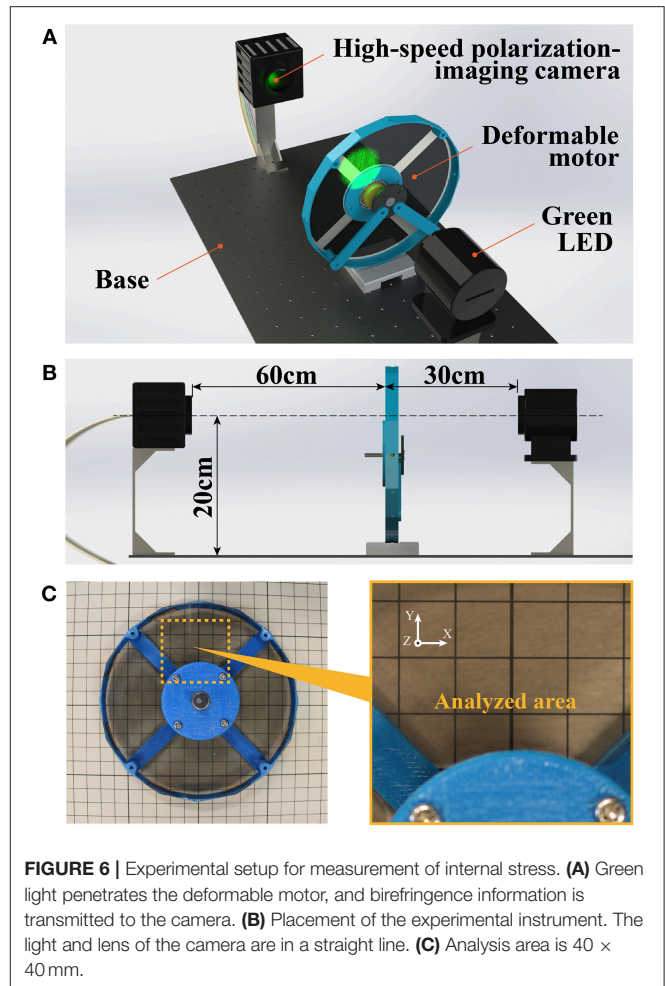 A
High-speed polarization-
imaging camera
Deformable
motor
Green
LED
Base
B
60cm
30cm
20cm
C
Y
Z
X
Analyzed area
FIGURE 6 | Experimental setup for measurement of internal stress. (A) Green
light penetrates the deformable motor, and birefringence information is
transmitted to the camera. (B) Placement of the experimental instrument. The
light and lens of the camera are in a straight line. (C) Analysis area is 40 ×
40 mm.